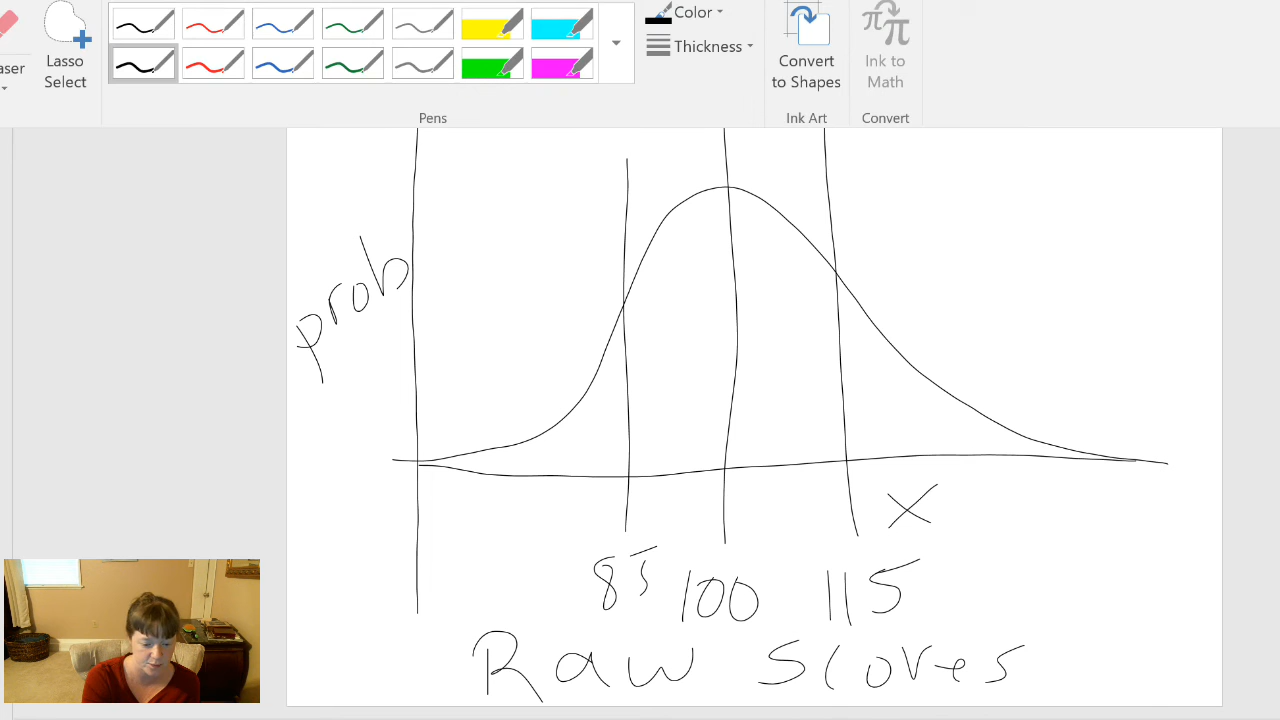 Color
Thickness
aser
Lasso
Select
Convert
to Shapes
Ink to
Math
Pens
Ink Art
Convert
prob
X
85 100 115
Raw Scores